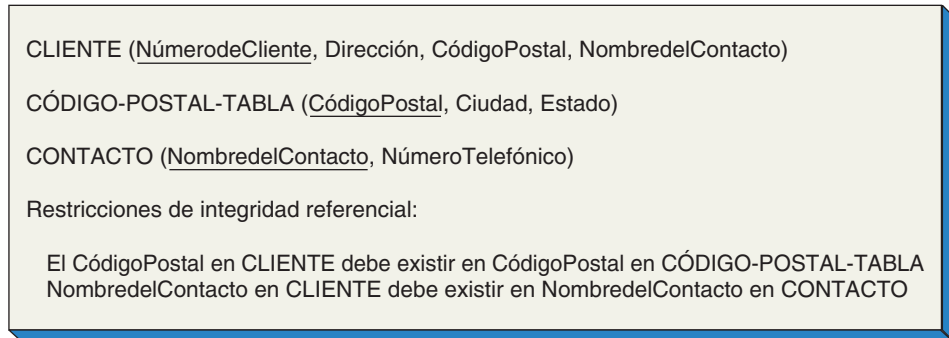 CLIENTE (NúmerodeCliente, Dirección, CódigoPostal, NombredelContacto)
CÓDIGO-POSTAL-TABLA (CódigoPostal, Ciudad, Estado)
CONTACTO (NombredelContacto, NúmeroTelefónico)
Restricciones de integridad referencial:
El CódigoPostal en CLIENTE debe existir en CódigoPostal en CÓDIGO-POSTAL-TABLA
NombredelContacto en CLIENTE debe existir en NombredelContacto en CONTACTO